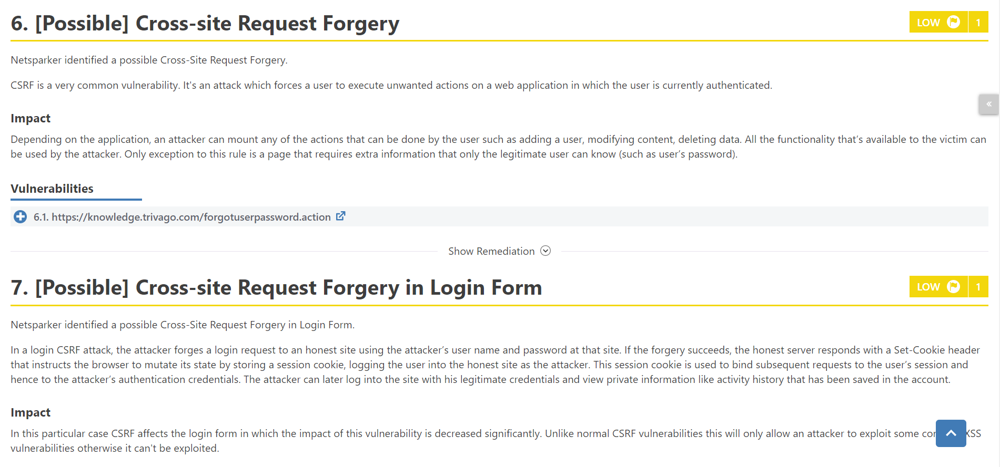 6. [Possible] Cross-site Request Forgery
LOW 1
Netsparker identified a possible Cross-Site Request Forgery.
CSRF is a very common vulnerability. It's an attack which forces a user to execute unwanted actions on a web application in which the user is currently authenticated.
«
Impact
Depending on the application, an attacker can mount any of the actions that can be done by the user such as adding a user, modifying content, deleting data. All the functionality that’s available to the victim can
be used by the attacker. Only exception to this rule is a page that requires extra information that only the legitimate user can know (such as user’s password).
Vulnerabilities
6.1. https://knowledge.trivago.com/forgotuserpassword.action
Show Remediation
7. [Possible] Cross-site Request Forgery in Login Form
LOW 1
Netsparker identified a possible Cross-Site Request Forgery in Login Form.
In a login CSRF attack, the attacker forges a login request to an honest site using the attacker’s user name and password at that site. If the forgery succeeds, the honest server responds with a Set-Cookie header
that instructs the browser to mutate its state by storing a session cookie, logging the user into the honest site as the attacker. This session cookie is used to bind subsequent requests to the user’s session and
hence to the attacker’s authentication credentials. The attacker can later log into the site with his legitimate credentials and view private information like activity history that has been saved in the account.
Impact
In this particular case CSRF affects the login form in which the impact of this vulnerability is decreased significantly. Unlike normal CSRF vulnerabilities this will only allow an attacker to exploit some XSS
vulnerabilities otherwise it can't be exploited.